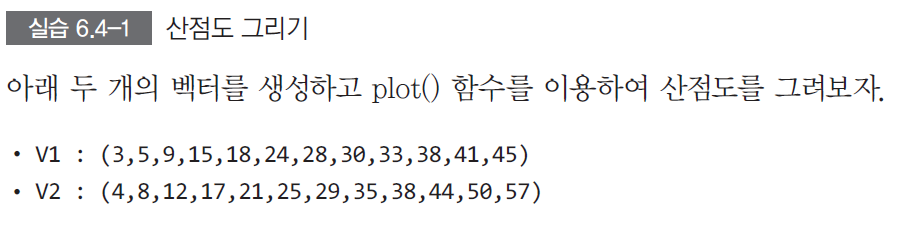 실습 6.4-1 산점도 그리기
아래 두 개의 벡터를 생성하고 plot() 함수를 이용하여 산점도를 그려보자.
• V1 : (3,5,9,15,18,24,28,30,33,38,41,45)
• V2 : (4,8,12,17,21,25,29,35,38,44,50,57)